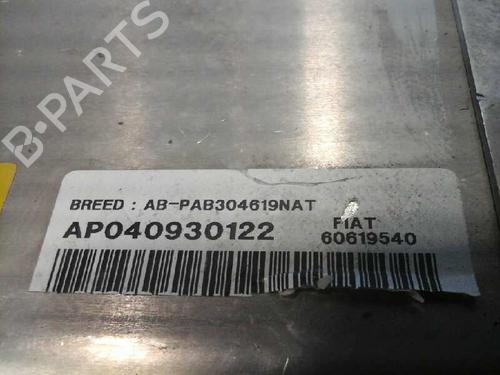 B-PARTS
BREED : AB-PAB304619NAT
AP040930122
FIAT
60619540